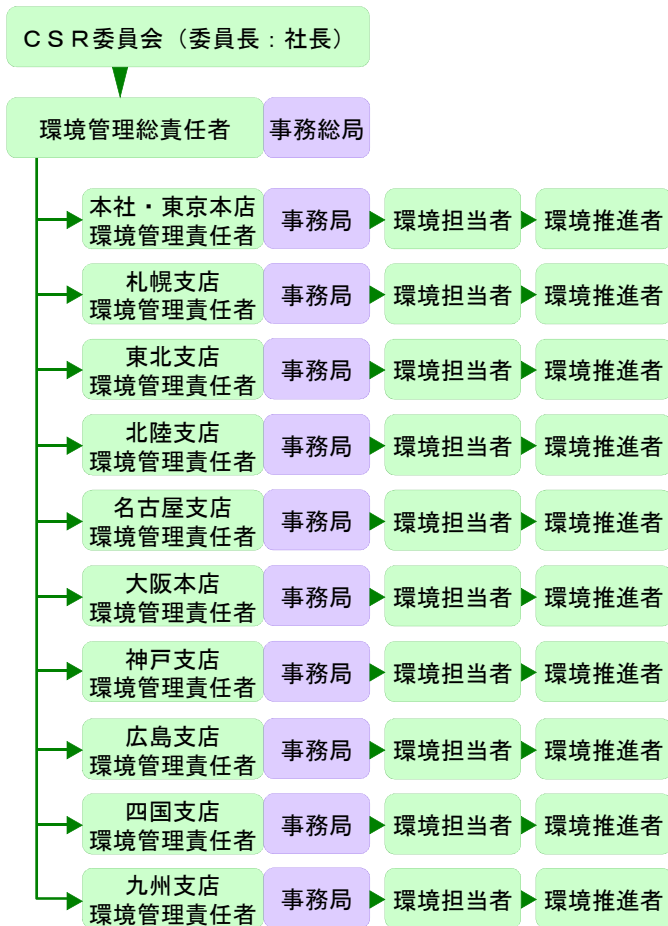 ＣＳＲ委員会（委員長：社長）
環境管理総責任者 事務総局
本社・東京本店
環境管理責任者 事務局 環境担当者 環境推進者
札幌支店
環境管理責任者 事務局 環境担当者 環境推進者
東北支店
環境管理責任者 事務局 環境担当者 環境推進者
北陸支店
環境管理責任者 事務局 環境担当者 環境推進者
名古屋支店
環境管理責任者 事務局 環境担当者 環境推進者
大阪本店
環境管理責任者 事務局 環境担当者 環境推進者
神戸支店
環境管理責任者 事務局 環境担当者 環境推進者
広島支店
環境管理責任者 事務局 環境担当者 環境推進者
四国支店
環境管理責任者 事務局 環境担当者 環境推進者
九州支店
環境管理責任者 事務局 環境担当者 環境推進者